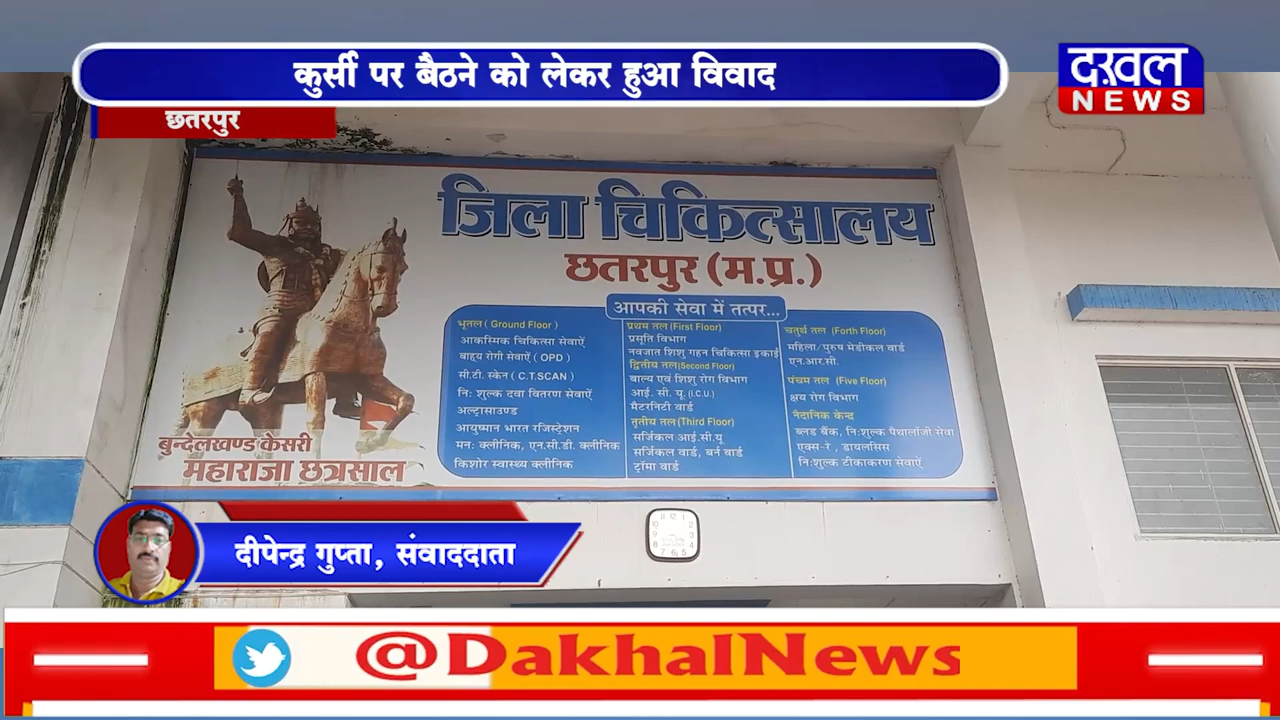 कुर्सी पर बैठने को लेकर हुआ विवाद
दख़ल
NEWS
छतरपुर
जिला चिकित्सालय
छतरपुर (म.प्र.)
आपकी सेवा में तत्पर...
भूतल ( Ground Floor )
आकस्मिक चिकित्सा सेवाऐं
बाहय रोगी सेवाऐं ( OPD )
सी.टी. स्केन ( C.T.SCAN )
निः शुल्क दवा वितरण सेवाऐं
अल्ट्रासाउण्ड
आयुष्मान भारत रजिस्ट्रेशन
मनः क्लीनिक, एन.सी.डी. क्लीनिक
किशोर स्वास्थ्य क्लीनिक
प्रथम तल (First Floor)
प्रसूति विभाग
नवजात शिशु गहन चिकित्सा इकाई
द्वितीय तल(Second Floor)
बाल्य एवं शिशु रोग विभाग
आई. सी. यू. (I.C.U.)
मैटरनिटी वार्ड
तृतीय तल(Third Floor)
सर्जिकल आई.सी.यू
सर्जिकल वार्ड, बर्न वार्ड
ट्रॉमा वार्ड
चतुर्थ तल (Forth Floor)
महिला/पुरुष मेडीकल वार्ड
एन.आर.सी.
पंचम तल (Five Floor)
क्षय रोग विभाग
नैदानिक केन्द्र
ब्लड बैंक, निःशुल्क पैथालॉजी सेवा
एक्स-रे , डायलसिस
निःशुल्क टीकाकरण सेवाऐं
बुन्देलखण्ड केसरी
महाराजा छत्रसाल
दीपेन्द्र गुप्ता, संवाददाता
@DakhalNews